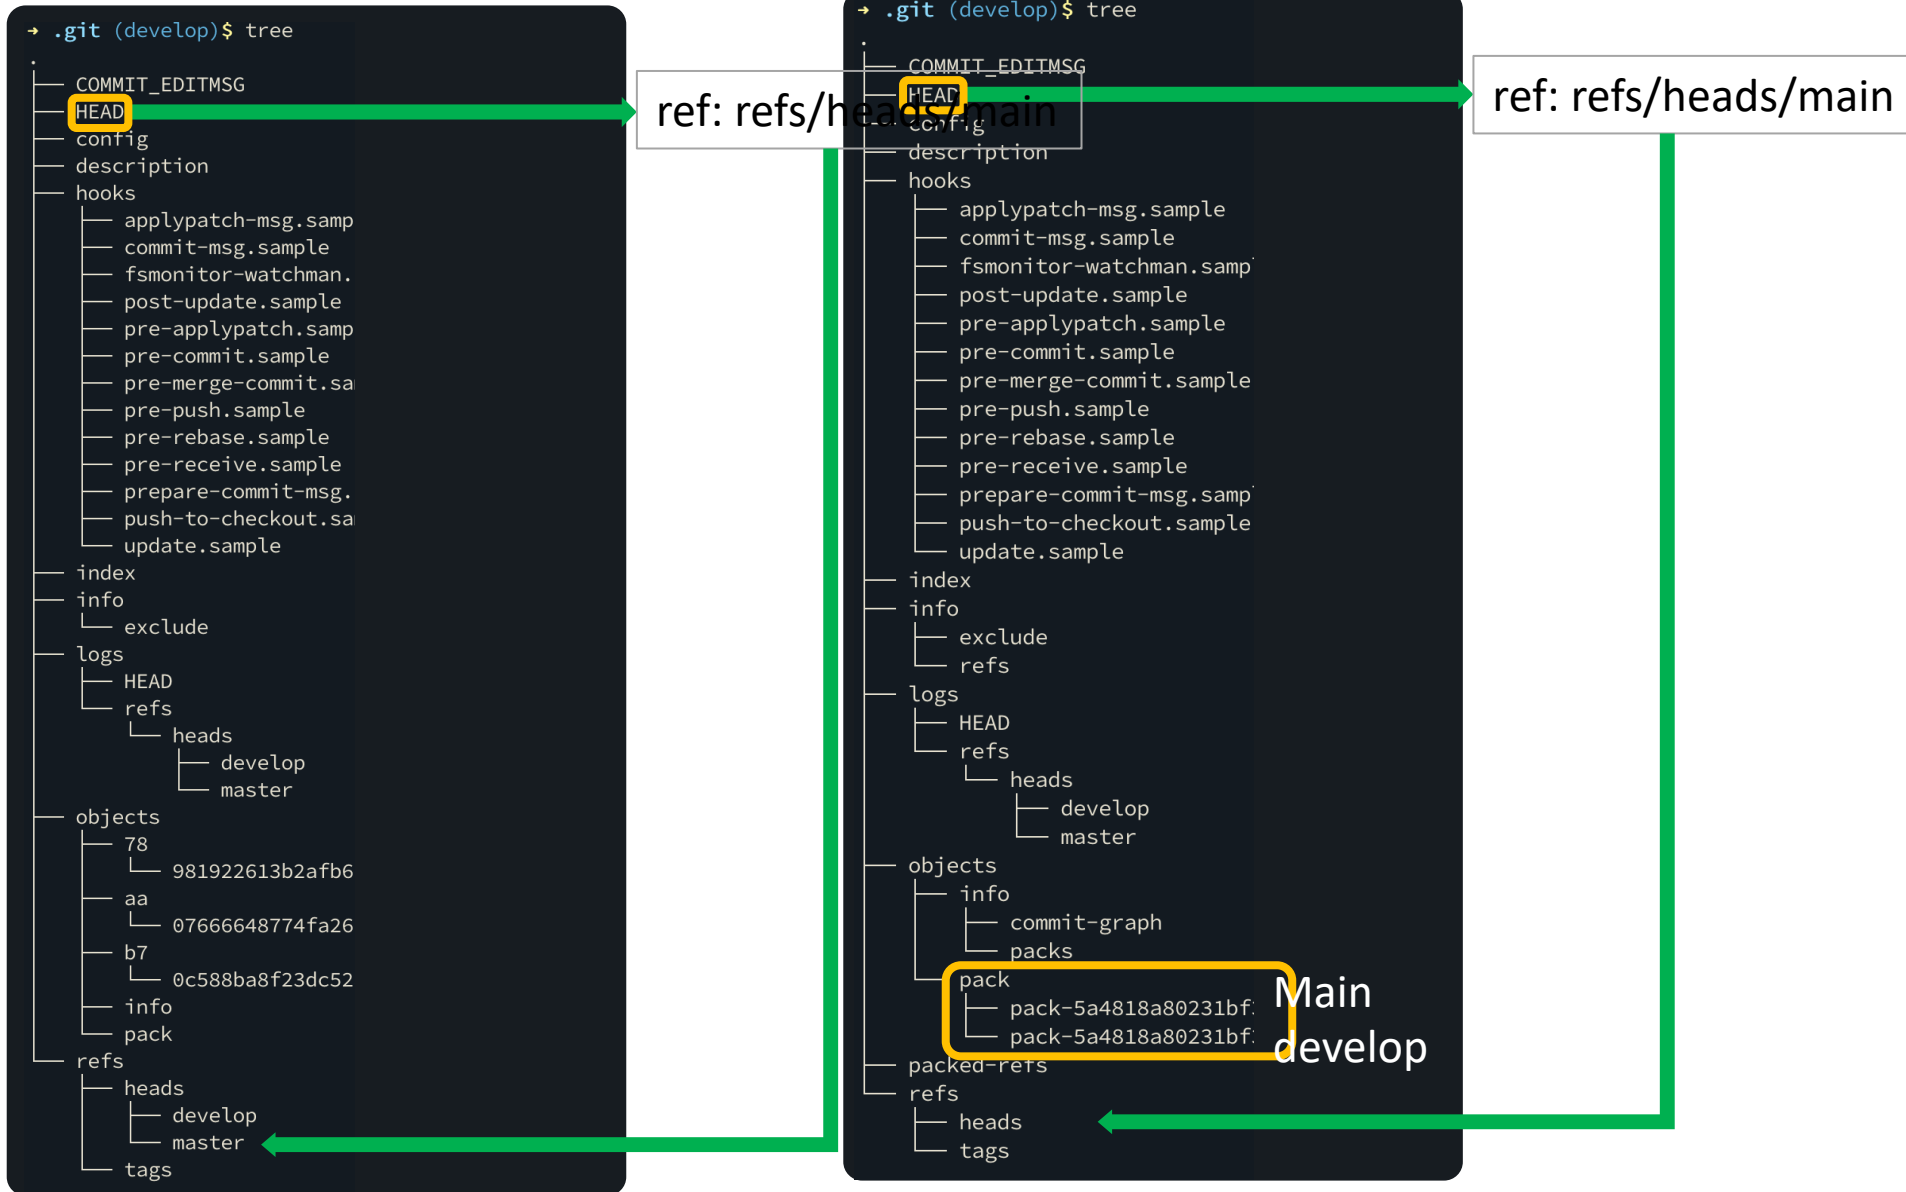 → .git (develop)$ tree
.
├── COMMIT_EDITMSG
├── HEAD
├── config
├── description
├── hooks
│   ├── applypatch-msg.samp
│   ├── commit-msg.sample
│   ├── fsmonitor-watchman.
│   ├── post-update.sample
│   ├── pre-applypatch.samp
│   ├── pre-commit.sample
│   ├── pre-merge-commit.sa
│   ├── pre-push.sample
│   ├── pre-rebase.sample
│   ├── pre-receive.sample
│   ├── prepare-commit-msg.
│   ├── push-to-checkout.sa
│   └── update.sample
├── index
├── info
│   └── exclude
├── logs
│   ├── HEAD
│   └── refs
│       └── heads
│           ├── develop
│           └── master
├── objects
│   ├── 78
│   │   └── 981922613b2afb6
│   ├── aa
│   │   └── 07666648774fa26
│   ├── b7
│   │   └── 0c588ba8f23dc52
│   ├── info
│   └── pack
└── refs
    ├── heads
    │   ├── develop
    │   └── master
    └── tags
ref: refs/heads/main
→ .git (develop)$ tree
.
├── COMMIT_EDITMSG
├── HEAD
├── config
├── description
├── hooks
│   ├── applypatch-msg.sample
│   ├── commit-msg.sample
│   ├── fsmonitor-watchman.samp
│   ├── post-update.sample
│   ├── pre-applypatch.sample
│   ├── pre-commit.sample
│   ├── pre-merge-commit.sample
│   ├── pre-push.sample
│   ├── pre-rebase.sample
│   ├── pre-receive.sample
│   ├── prepare-commit-msg.samp
│   ├── push-to-checkout.sample
│   └── update.sample
├── index
├── info
│   ├── exclude
│   └── refs
├── logs
│   ├── HEAD
│   └── refs
│       └── heads
│           ├── develop
│           └── master
├── objects
│   ├── info
│   │   ├── commit-graph
│   │   └── packs
│   └── pack
│       ├── pack-5a4818a80231bf
│       └── pack-5a4818a80231bf
├── packed-refs
└── refs
    ├── heads
    └── tags
Main
develop
ref: refs/heads/main